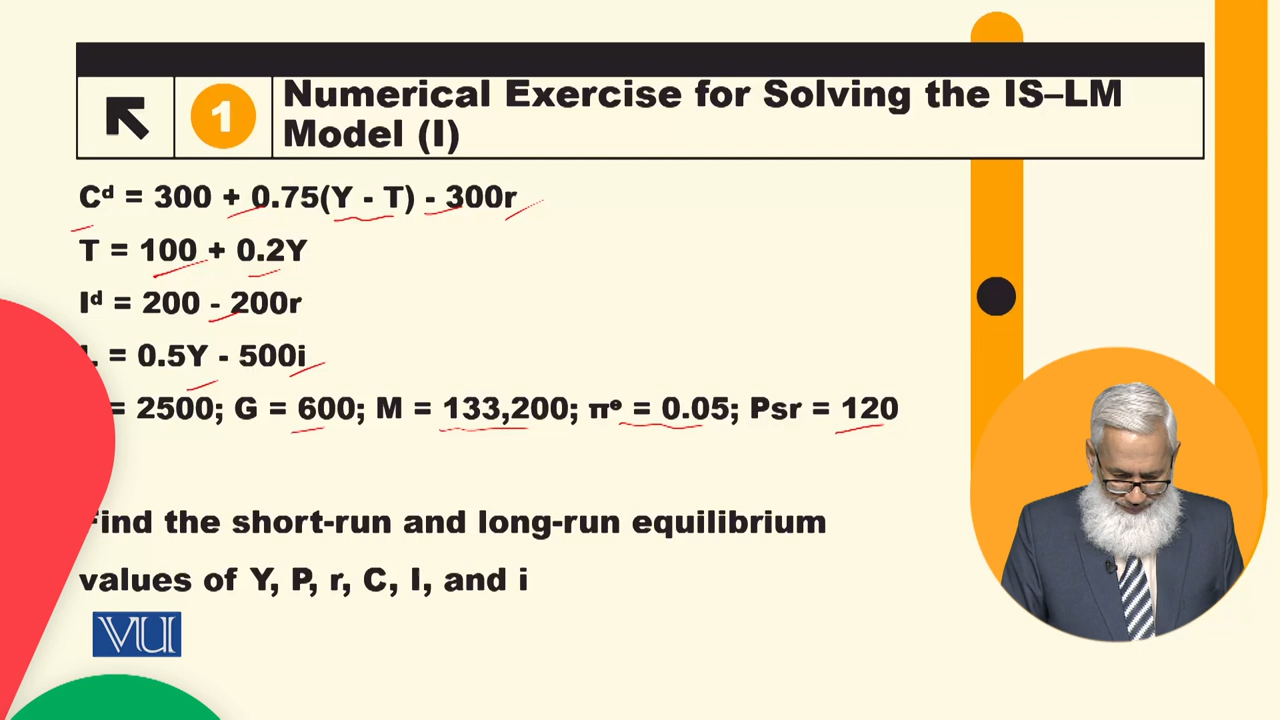 1
Numerical Exercise for Solving the IS–LM
Model (I)
Cᵈ = 300 + 0.75(Y - T) - 300r
T = 100 + 0.2Y
Iᵈ = 200 - 200r
= 0.5Y - 500i
= 2500; G = 600; M = 133,200; πᵉ = 0.05; Psr = 120
Find the short-run and long-run equilibrium
values of Y, P, r, C, I, and i
VU